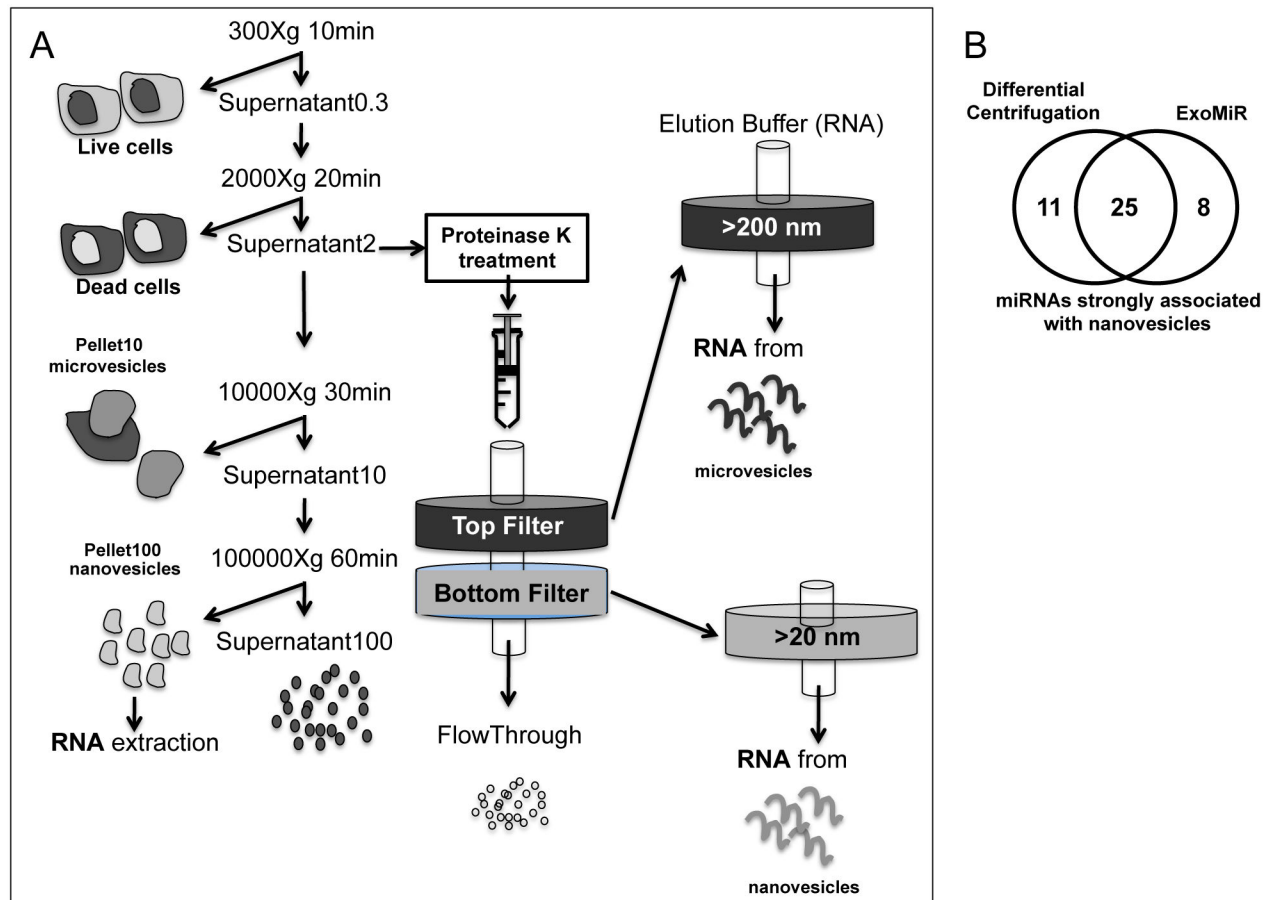 A
300Xg 10min
Live cells
Supernatant0.3
2000Xg 20min
Dead cells
Supernatant2
Proteinase K
treatment
Pellet10
microvesicles
10000Xg 30min
Supernatant10
Pellet100
nanovesicles
100000Xg 60min
Supernatant100
RNA extraction
Top Filter
Bottom Filter
FlowThrough
Elution Buffer (RNA)
>200 nm
RNA from
microvesicles
>20 nm
RNA from
nanovesicles
B
Differential
Centrifugation
ExoMiR
11
25
8
miRNAs strongly associated
with nanovesicles